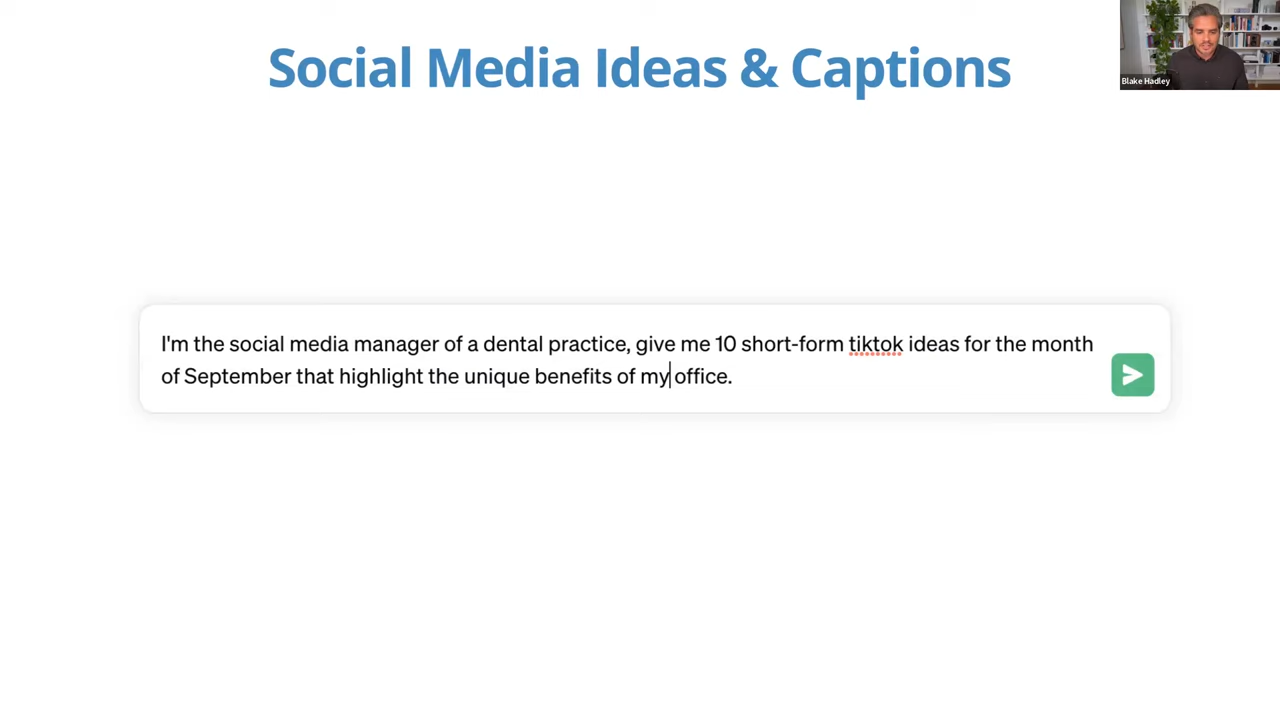 Social Media Ideas & Captions
Blake Hadley
I'm the social media manager of a dental practice, give me 10 short-form tiktok ideas for the month
of September that highlight the unique benefits of my office.